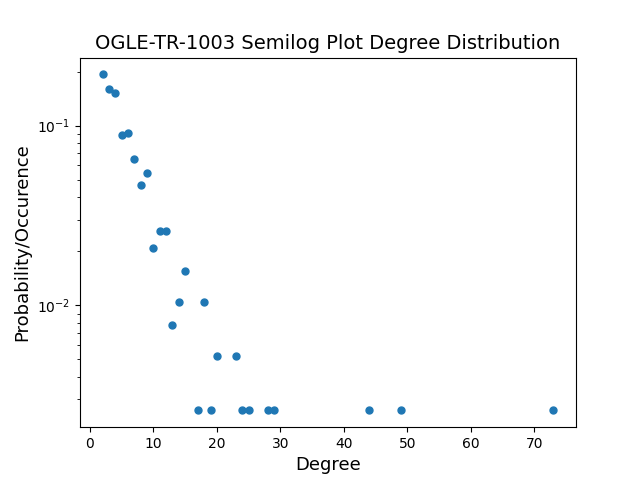 OGLE-TR-1003 Semilog Plot Degree Distribution
Probability/Occurence
10⁻¹
10⁻²
0 10 20 30 40 50 60 70
Degree